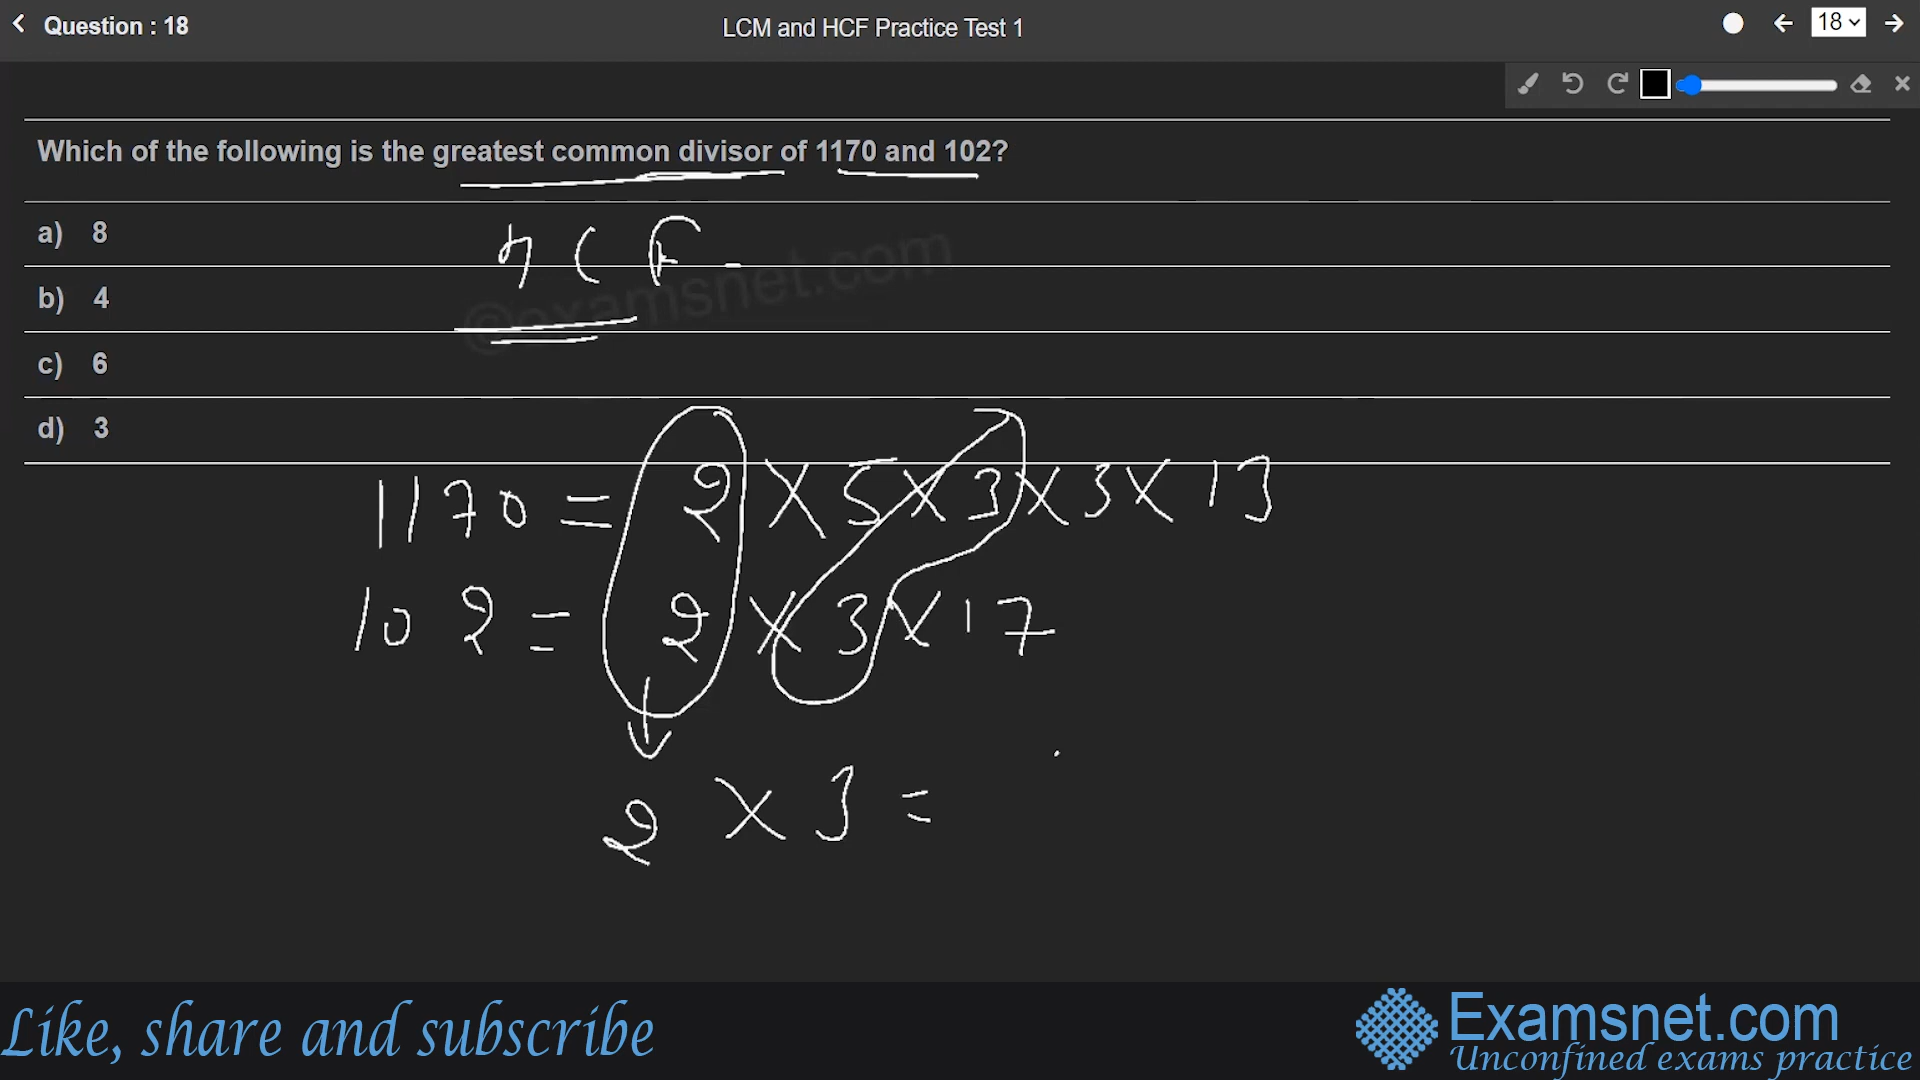 Question : 18
LCM and HCF Practice Test 1
18
Which of the following is the greatest common divisor of 1170 and 102?
a) 8
b) 4
c) 6
d) 3
H C F
©examsnet.com
1170 = 2 X 5 X 3 X 3 X 13
102 = 2 X 3 X 17
2 X 3 =
Like, share and subscribe
Examsnet.com
Unconfined exams practice